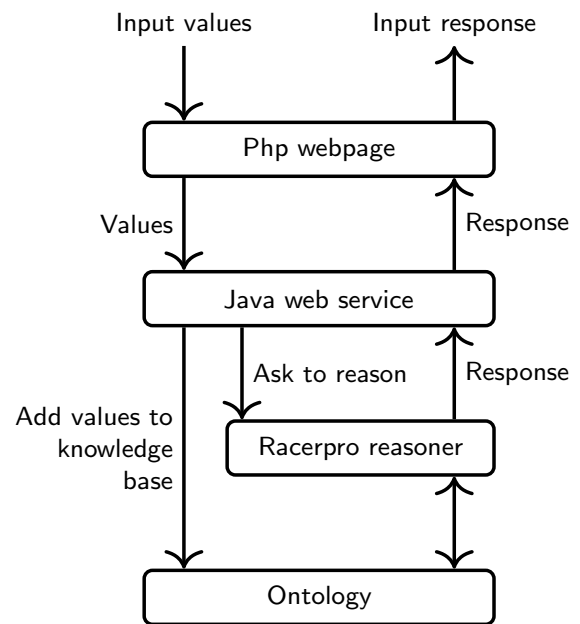 Input values
Input response
Php webpage
Values
Response
Java web service
Ask to reason
Response
Add values to
knowledge
base
Racerpro reasoner
Ontology